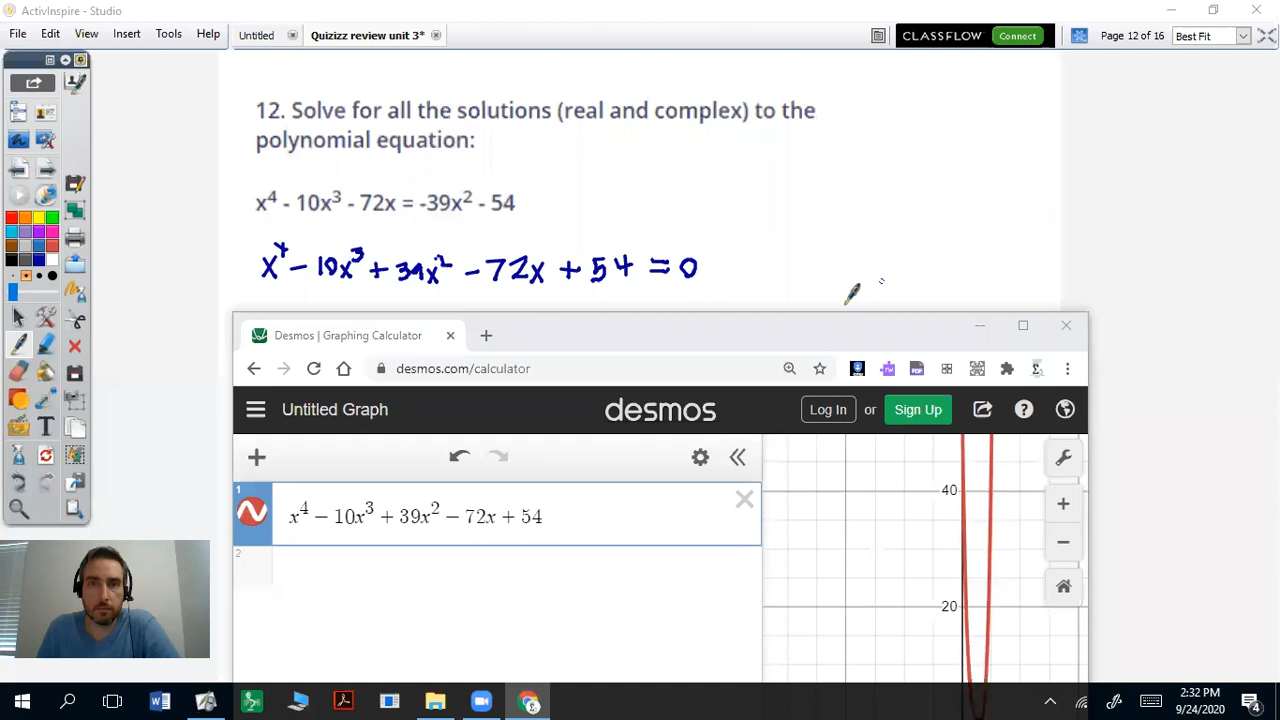 ActivInspire - Studio
File Edit View Insert Tools Help Untitled Quizizz review unit 3* CLASSFLOW Connect Page 12 of 16 Best Fit
12. Solve for all the solutions (real and complex) to the
polynomial equation:
x⁴ - 10x³ - 72x = -39x² - 54
x⁴ - 10x³ + 39x² - 72x + 54 = 0
Desmos | Graphing Calculator
desmos.com/calculator
Untitled Graph desmos Log In or Sign Up
1
x⁴ − 10x³ + 39x² − 72x + 54
2
40
20
2:32 PM
9/24/2020
4